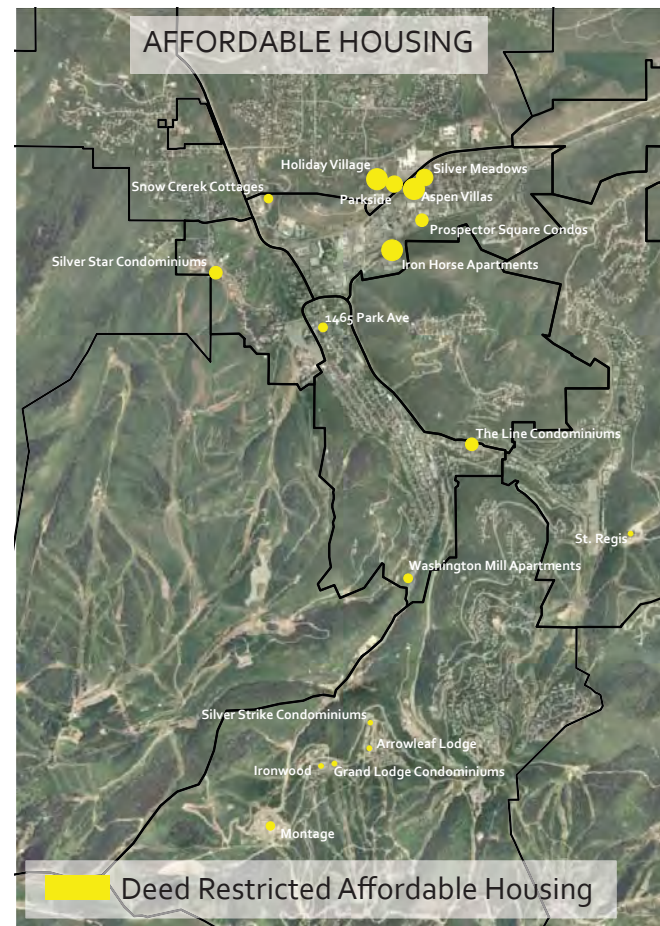 AFFORDABLE HOUSING
Holiday Village
Silver Meadows
Snow Crerek Cottages
Parkside
Aspen Villas
Prospector Square Condos
Silver Star Condominiums
Iron Horse Apartments
1465 Park Ave
The Line Condominiums
St. Regis
Washington Mill Apartments
Silver Strike Condominiums
Arrowleaf Lodge
Ironwood
Grand Lodge Condominiums
Montage
Deed Restricted Affordable Housing